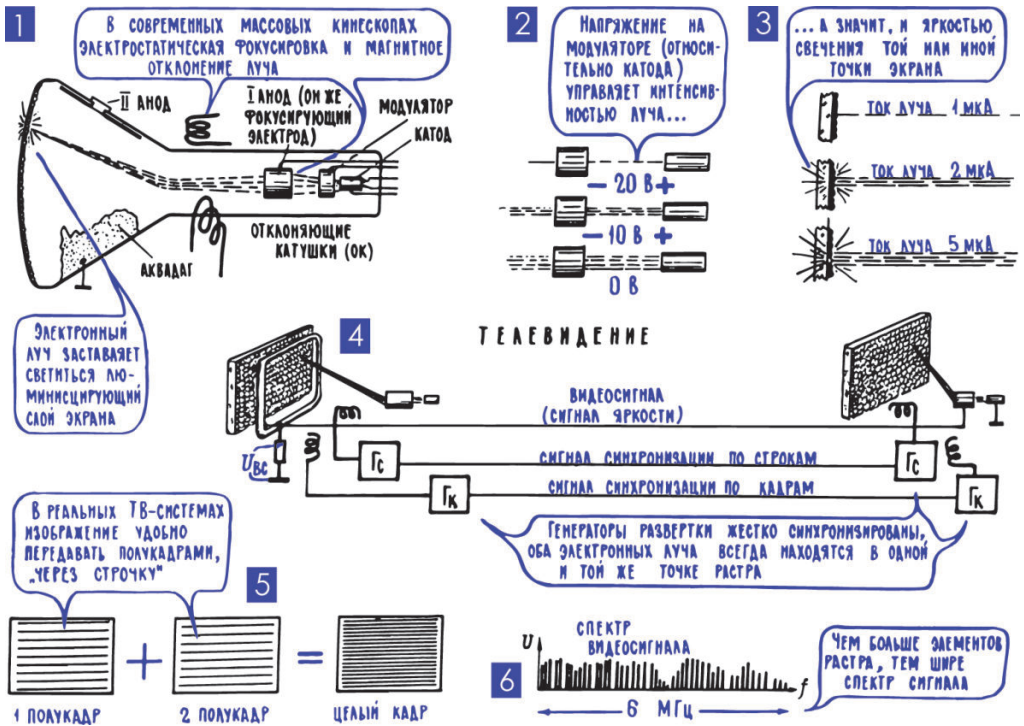 1
В СОВРЕМЕННЫХ МАССОВЫХ КИНЕСКОПАХ
ЭЛЕКТРОСТАТИЧЕСКАЯ ФОКУСИРОВКА И МАГНИТНОЕ
ОТКЛОНЕНИЕ ЛУЧА
II АНОД
I АНОД (ОН ЖЕ
ФОКУСИРУЮЩИЙ
ЭЛЕКТРОД)
МОДУЛЯТОР
КАТОД
ОТКЛОНЯЮЩИЕ
КАТУШКИ (ОК)
АКВАДАГ
ЭЛЕКТРОННЫЙ
ЛУЧ ЗАСТАВЛЯЕТ
СВЕТИТЬСЯ ЛЮ-
МИНИСЦИРУЮЩИЙ
СЛОЙ ЭКРАНА
2
НАПРЯЖЕНИЕ НА
МОДУЛЯТОРЕ (ОТНОСИ-
ТЕЛЬНО КАТОДА)
УПРАВЛЯЕТ ИНТЕНСИВ-
НОСТЬЮ ЛУЧА...
− 20 В +
− 10 В +
0 В
3
...А ЗНАЧИТ, И ЯРКОСТЬЮ
СВЕЧЕНИЯ ТОЙ ИЛИ ИНОЙ
ТОЧКИ ЭКРАНА
ТОК ЛУЧА 1 МКА
ТОК ЛУЧА 2 МКА
ТОК ЛУЧА 5 МКА
4
ТЕЛЕВИДЕНИЕ
ВИДЕОСИГНАЛ
(СИГНАЛ ЯРКОСТИ)
Uвс
Гс
СИГНАЛ СИНХРОНИЗАЦИИ ПО СТРОКАМ
Гс
Гк
СИГНАЛ СИНХРОНИЗАЦИИ ПО КАДРАМ
Гк
ГЕНЕРАТОРЫ РАЗВЕРТКИ ЖЕСТКО СИНХРОНИЗИРОВАНЫ,
ОБА ЭЛЕКТРОННЫХ ЛУЧА ВСЕГДА НАХОДЯТСЯ В ОДНОЙ
И ТОЙ ЖЕ ТОЧКЕ РАСТРА
В РЕАЛЬНЫХ ТВ-СИСТЕМАХ
ИЗОБРАЖЕНИЕ УДОБНО
ПЕРЕДАВАТЬ ПОЛУКАДРАМИ,
„ЧЕРЕЗ СТРОЧКУ"
5
+
=
1 ПОЛУКАДР
2 ПОЛУКАДР
ЦЕЛЫЙ КАДР
6
U
СПЕКТР
ВИДЕОСИГНАЛА
f
6 МГц
ЧЕМ БОЛЬШЕ ЭЛЕМЕНТОВ
РАСТРА, ТЕМ ШИРЕ
СПЕКТР СИГНАЛА